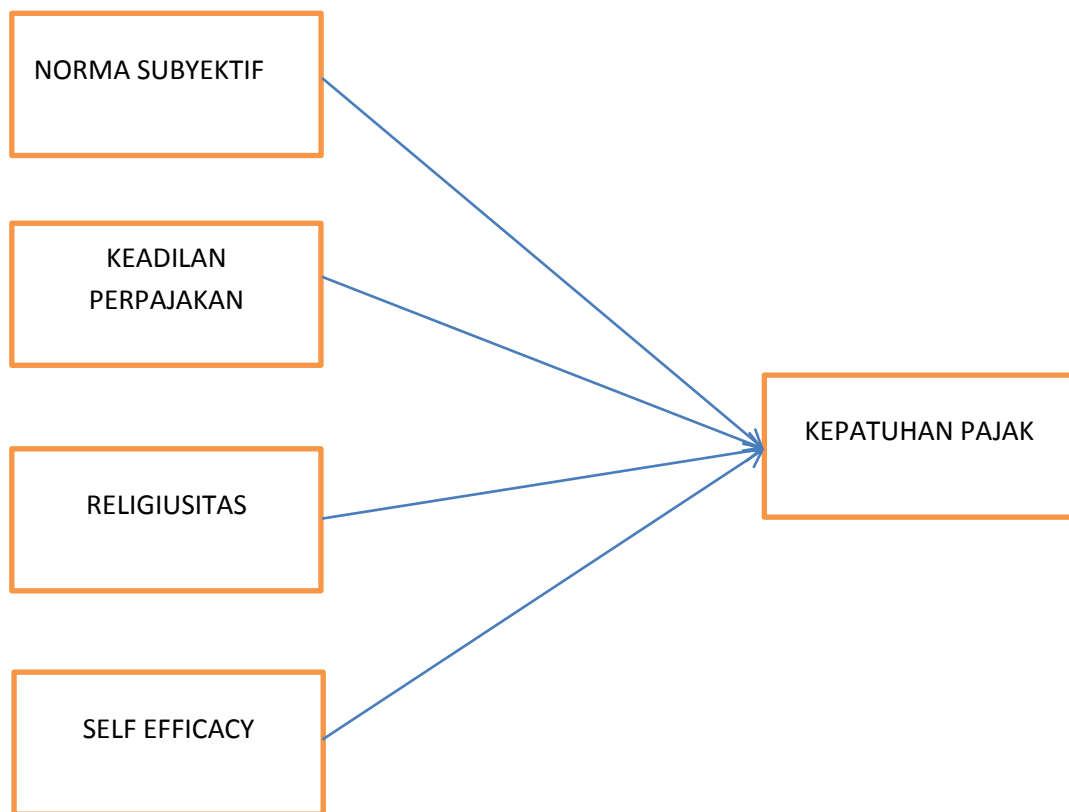 NORMA SUBYEKTIF
KEADILAN
PERPAJAKAN
RELIGIUSITAS
SELF EFFICACY
KEPATUHAN PAJAK